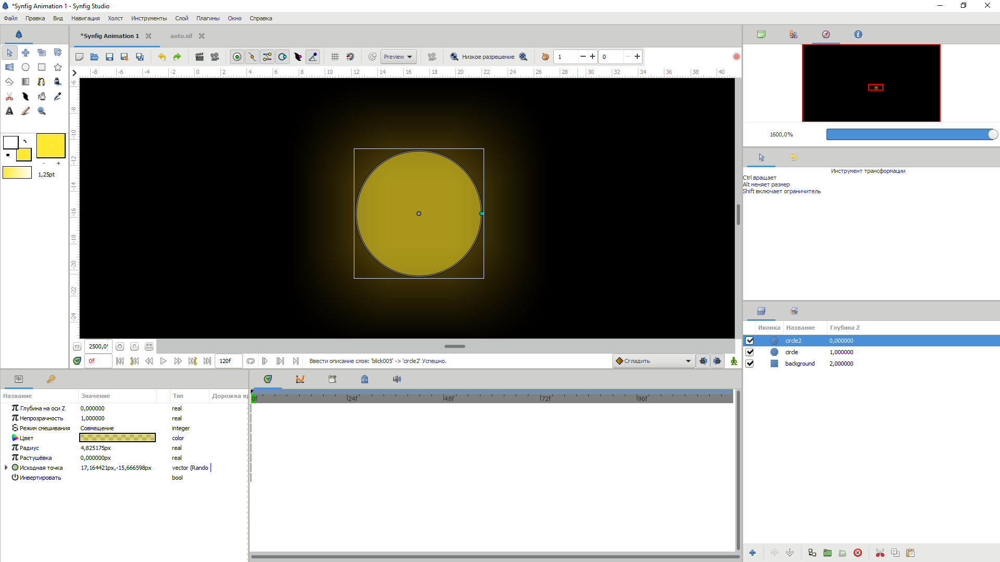 *Synfig Animation 1 - Synfig Studio
Файл Правка Вид Навигация Холст Инструменты Слой Плагины Окно Справка
*Synfig Animation 1 auto.sif
Preview Низкое разрешение 1 0
-8 -6 -4 -2 0 2 4 6 8 10 12 14 16 18 20 22 24 26 28 30 32 34 36 38 40
-6
-8
-10
-12
-14
-16
-18
-20
-22
-24
1,25pt
1600,0%
Инструмент трансформации
Ctrl вращает
Alt меняет размер
Shift включает ограничитель
Иконка Название Глубина Z
circle2 0,000000
circle 1,000000
background 2,000000
2500,0
0f 120f Ввести описание слоя: 'blick005' -> 'circle2' Успешно. Сгладить
Название Значение Тип Дорожка
Глубина на оси Z 0,000000 real
Непрозрачность 1,000000 real
Режим смешивания Совмещение integer
Цвет color
Радиус 4,825175px real
Растушёвка 0,000000px real
Исходная точка 17,164421px,-15,666598px vector (Rando
Инвертировать bool
0f 24f 48f 72f 96f